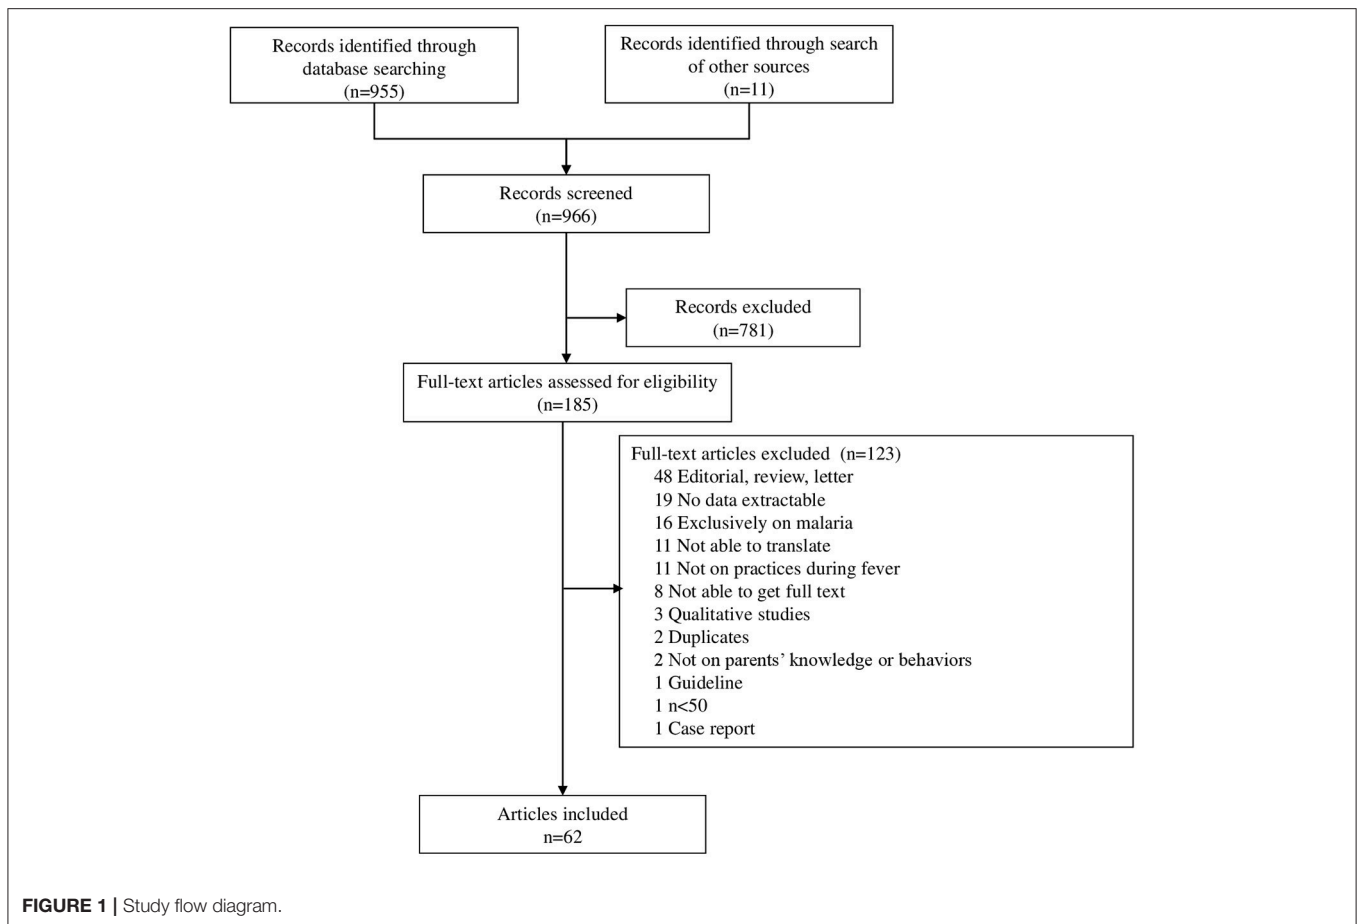 Records identified through
database searching
(n=955)
Records identified through search
of other sources
(n=11)
Records screened
(n=966)
Records excluded
(n=781)
Full-text articles assessed for eligibility
(n=185)
Full-text articles excluded (n=123)
48 Editorial, review, letter
19 No data extractable
16 Exclusively on malaria
11 Not able to translate
11 Not on practices during fever
8 Not able to get full text
3 Qualitative studies
2 Duplicates
2 Not on parents’ knowledge or behaviors
1 Guideline
1 n<50
1 Case report
Articles included
n=62
FIGURE 1 | Study flow diagram.